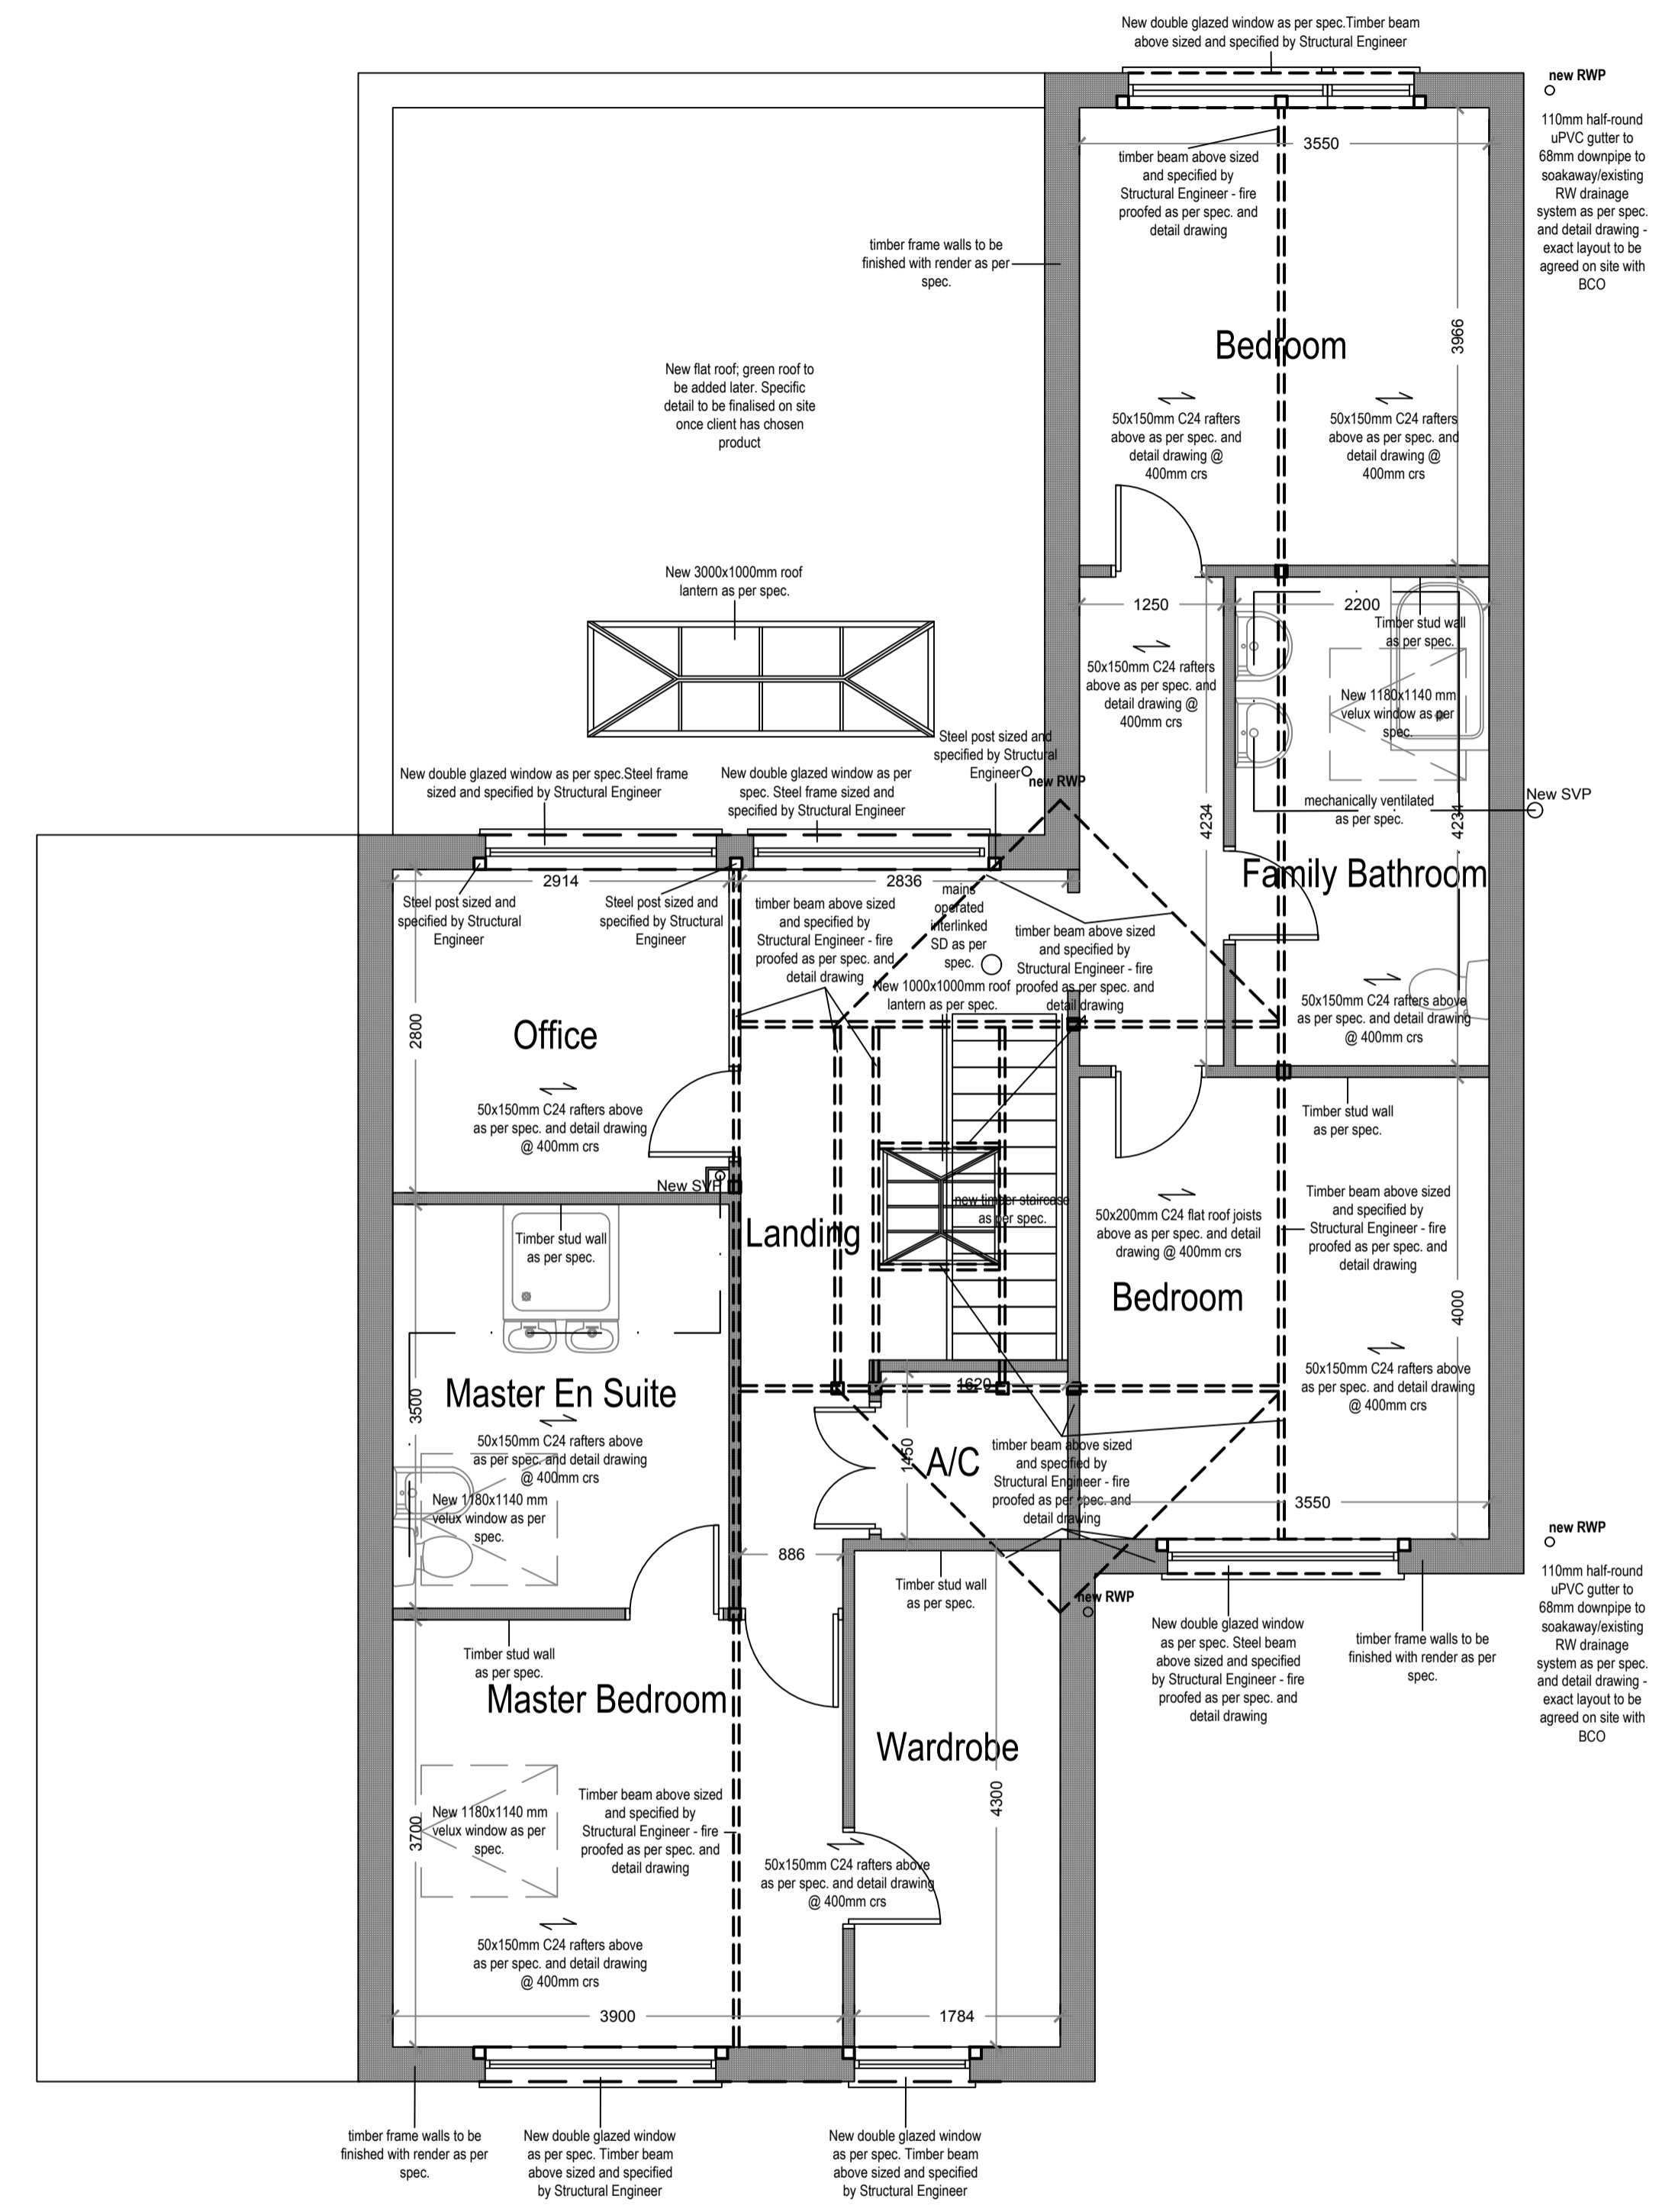 New double glazed window as per spec.Timber beam
above sized and specified by Structural Engineer
new RWP
110mm half-round
uPVC gutter to
68mm downpipe to
soakaway/existing
RW drainage
system as per spec.
and detail drawing -
exact layout to be
agreed on site with
BCO
3550
timber beam above sized
and specified by
Structural Engineer - fire
proofed as per spec. and
detail drawing
timber frame walls to be
finished with render as per
spec.
Bedroom
3966
New flat roof; green roof to
be added later. Specific
detail to be finalised on site
once client has chosen
product
50x150mm C24 rafters
above as per spec. and
detail drawing @
400mm crs
50x150mm C24 rafters
above as per spec. and
detail drawing @
400mm crs
New 3000x1000mm roof
lantern as per spec.
1250
2200
Timber stud wall
as per spec.
50x150mm C24 rafters
above as per spec. and
detail drawing @
400mm crs
New 1180x1140 mm
velux window as per
spec.
Steel post sized and
specified by Structural
Engineer
new RWP
New double glazed window as per spec.Steel frame
sized and specified by Structural Engineer
New double glazed window as per
spec. Steel frame sized and
specified by Structural Engineer
mechanically ventilated
as per spec.
New SVP
4234
4234
Family Bathroom
2914
2836
Steel post sized and
specified by Structural
Engineer
Steel post sized and
specified by Structural
Engineer
timber beam above sized
and specified by
Structural Engineer - fire
proofed as per spec. and
detail drawing
mains
operated
interlinked
SD as per
spec.
timber beam above sized
and specified by
Structural Engineer - fire
proofed as per spec. and
detail drawing
New 1000x1000mm roof
lantern as per spec.
50x150mm C24 rafters above
as per spec. and detail drawing
@ 400mm crs
Office
2800
50x150mm C24 rafters above
as per spec. and detail drawing
@ 400mm crs
Timber stud wall
as per spec.
New SVP
Landing
new timber staircase
as per spec.
50x200mm C24 flat roof joists
above as per spec. and detail
drawing @ 400mm crs
Timber beam above sized
and specified by
Structural Engineer - fire
proofed as per spec. and
detail drawing
Timber stud wall
as per spec.
Bedroom
4000
Master En Suite
3500
50x150mm C24 rafters above
as per spec. and detail drawing
@ 400mm crs
1620
1450
A/C
50x150mm C24 rafters above
as per spec. and detail drawing
@ 400mm crs
timber beam above sized
and specified by
Structural Engineer - fire
proofed as per spec. and
detail drawing
3550
New 1180x1140 mm
velux window as per
spec.
886
Timber stud wall
as per spec.
new RWP
new RWP
110mm half-round
uPVC gutter to
68mm downpipe to
soakaway/existing
RW drainage
system as per spec.
and detail drawing -
exact layout to be
agreed on site with
BCO
New double glazed window
as per spec. Steel beam
above sized and specified
by Structural Engineer - fire
proofed as per spec. and
detail drawing
timber frame walls to be
finished with render as per
spec.
Timber stud wall
as per spec.
Master Bedroom
Wardrobe
4300
3700
New 1180x1140 mm
velux window as per
spec.
Timber beam above sized
and specified by
Structural Engineer - fire
proofed as per spec. and
detail drawing
50x150mm C24 rafters above
as per spec. and detail drawing
@ 400mm crs
50x150mm C24 rafters above
as per spec. and detail drawing
@ 400mm crs
3900
1784
timber frame walls to be
finished with render as per
spec.
New double glazed window
as per spec. Timber beam
above sized and specified
by Structural Engineer
New double glazed window
as per spec. Timber beam
above sized and specified
by Structural Engineer